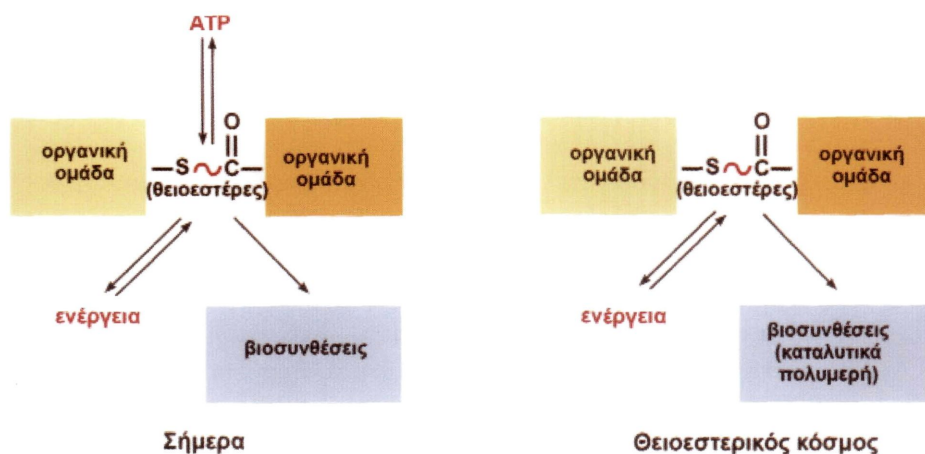 ATP
O
οργανική
ομάδα
S
C
(θειοεστέρες)
οργανική
ομάδα
ενέργεια
βιοσυνθέσεις
Σήμερα
O
οργανική
ομάδα
S
C
(θειοεστέρες)
οργανική
ομάδα
ενέργεια
βιοσυνθέσεις
(καταλυτικά
πολυμερή)
Θειοεστερικός κόσμος